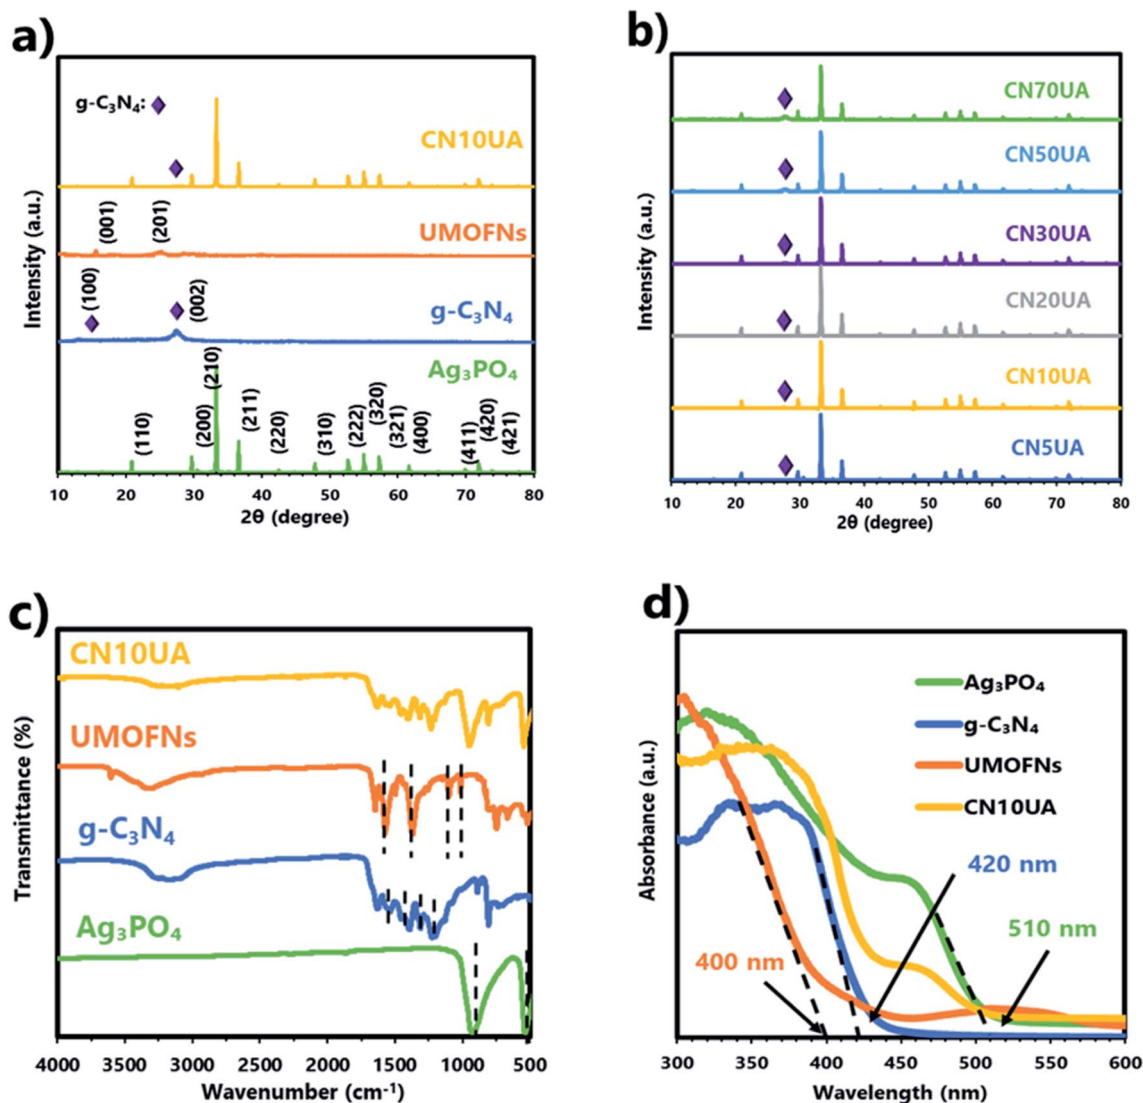 a)
g-C₃N₄:
CN10UA
(001)
(201)
UMOFNs
(100)
(002)
g-C₃N₄
Ag₃PO₄
(110)
(200)
(210)
(211)
(220)
(310)
(222)
(320)
(321)
(400)
(411)
(420)
(421)
Intensity (a.u.)
10 20 30 40 50 60 70 80
2θ (degree)
b)
CN70UA
CN50UA
CN30UA
CN20UA
CN10UA
CN5UA
Intensity (a.u.)
10 20 30 40 50 60 70 80
2θ (degree)
c)
CN10UA
UMOFNs
g-C₃N₄
Ag₃PO₄
Transmittance (%)
4000 3500 3000 2500 2000 1500 1000 500
Wavenumber (cm⁻¹)
d)
Ag₃PO₄
g-C₃N₄
UMOFNs
CN10UA
420 nm
510 nm
400 nm
Absorbance (a.u.)
300 350 400 450 500 550 600
Wavelength (nm)